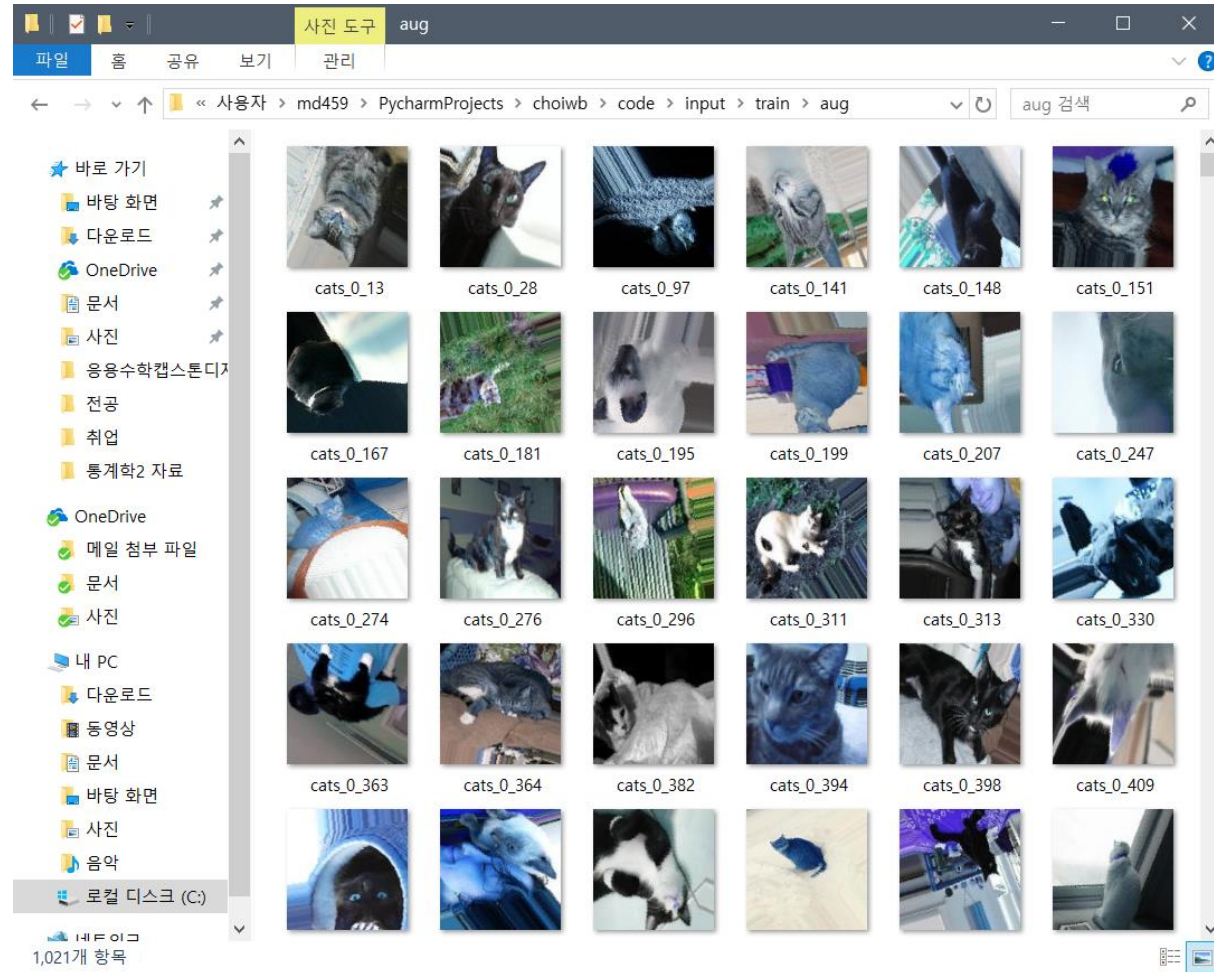 사진 도구 aug
파일 홈 공유 보기 관리
« 사용자 > md459 > PycharmProjects > choiwb > code > input > train > aug
aug 검색
바로 가기
바탕 화면
다운로드
OneDrive
문서
사진
응용수학캡스톤디자
전공
취업
통계학2 자료
OneDrive
메일 첨부 파일
문서
사진
내 PC
다운로드
동영상
문서
바탕 화면
사진
음악
로컬 디스크 (C:)
cats_0_13 cats_0_28 cats_0_97 cats_0_141 cats_0_148 cats_0_151
cats_0_167 cats_0_181 cats_0_195 cats_0_199 cats_0_207 cats_0_247
cats_0_274 cats_0_276 cats_0_296 cats_0_311 cats_0_313 cats_0_330
cats_0_363 cats_0_364 cats_0_382 cats_0_394 cats_0_398 cats_0_409
1,021개 항목